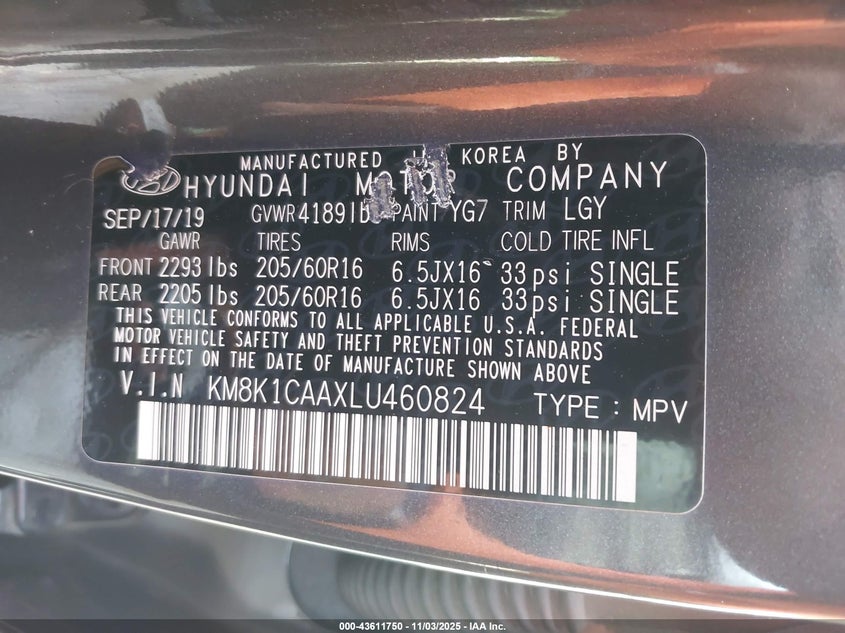 MANUFACTURED KOREA BY
HYUNDAI MOTOR COMPANY
SEP/17/19 GVWR 4189 lb PAINT YG7 TRIM LGY
GAWR TIRES RIMS COLD TIRE INFL
FRONT 2293 lbs 205/60R16 6.5JX16 33psi SINGLE
REAR 2205 lbs 205/60R16 6.5JX16 33psi SINGLE
THIS VEHICLE CONFORMS TO ALL APPLICABLE U.S.A. FEDERAL
MOTOR VEHICLE SAFETY AND THEFT PREVENTION STANDARDS
IN EFFECT ON THE DATE OF MANUFACTURE SHOWN ABOVE
V.I.N KM8K1CAAXLU460824 TYPE : MPV
000-43611750 - 11/03/2025 - IAA Inc.